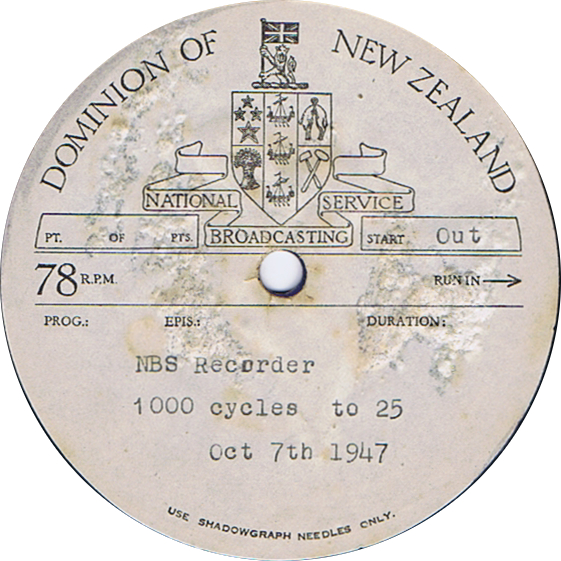 DOMINION OF NEW ZEALAND
NATIONAL SERVICE
BROADCASTING
PT. OF PTS.
START Out
78 R.P.M.
RUN IN
PROG.: EPIS.: DURATION:
NBS Recorder
1000 cycles to 25
Oct 7th 1947
USE SHADOWGRAPH NEEDLES ONLY.